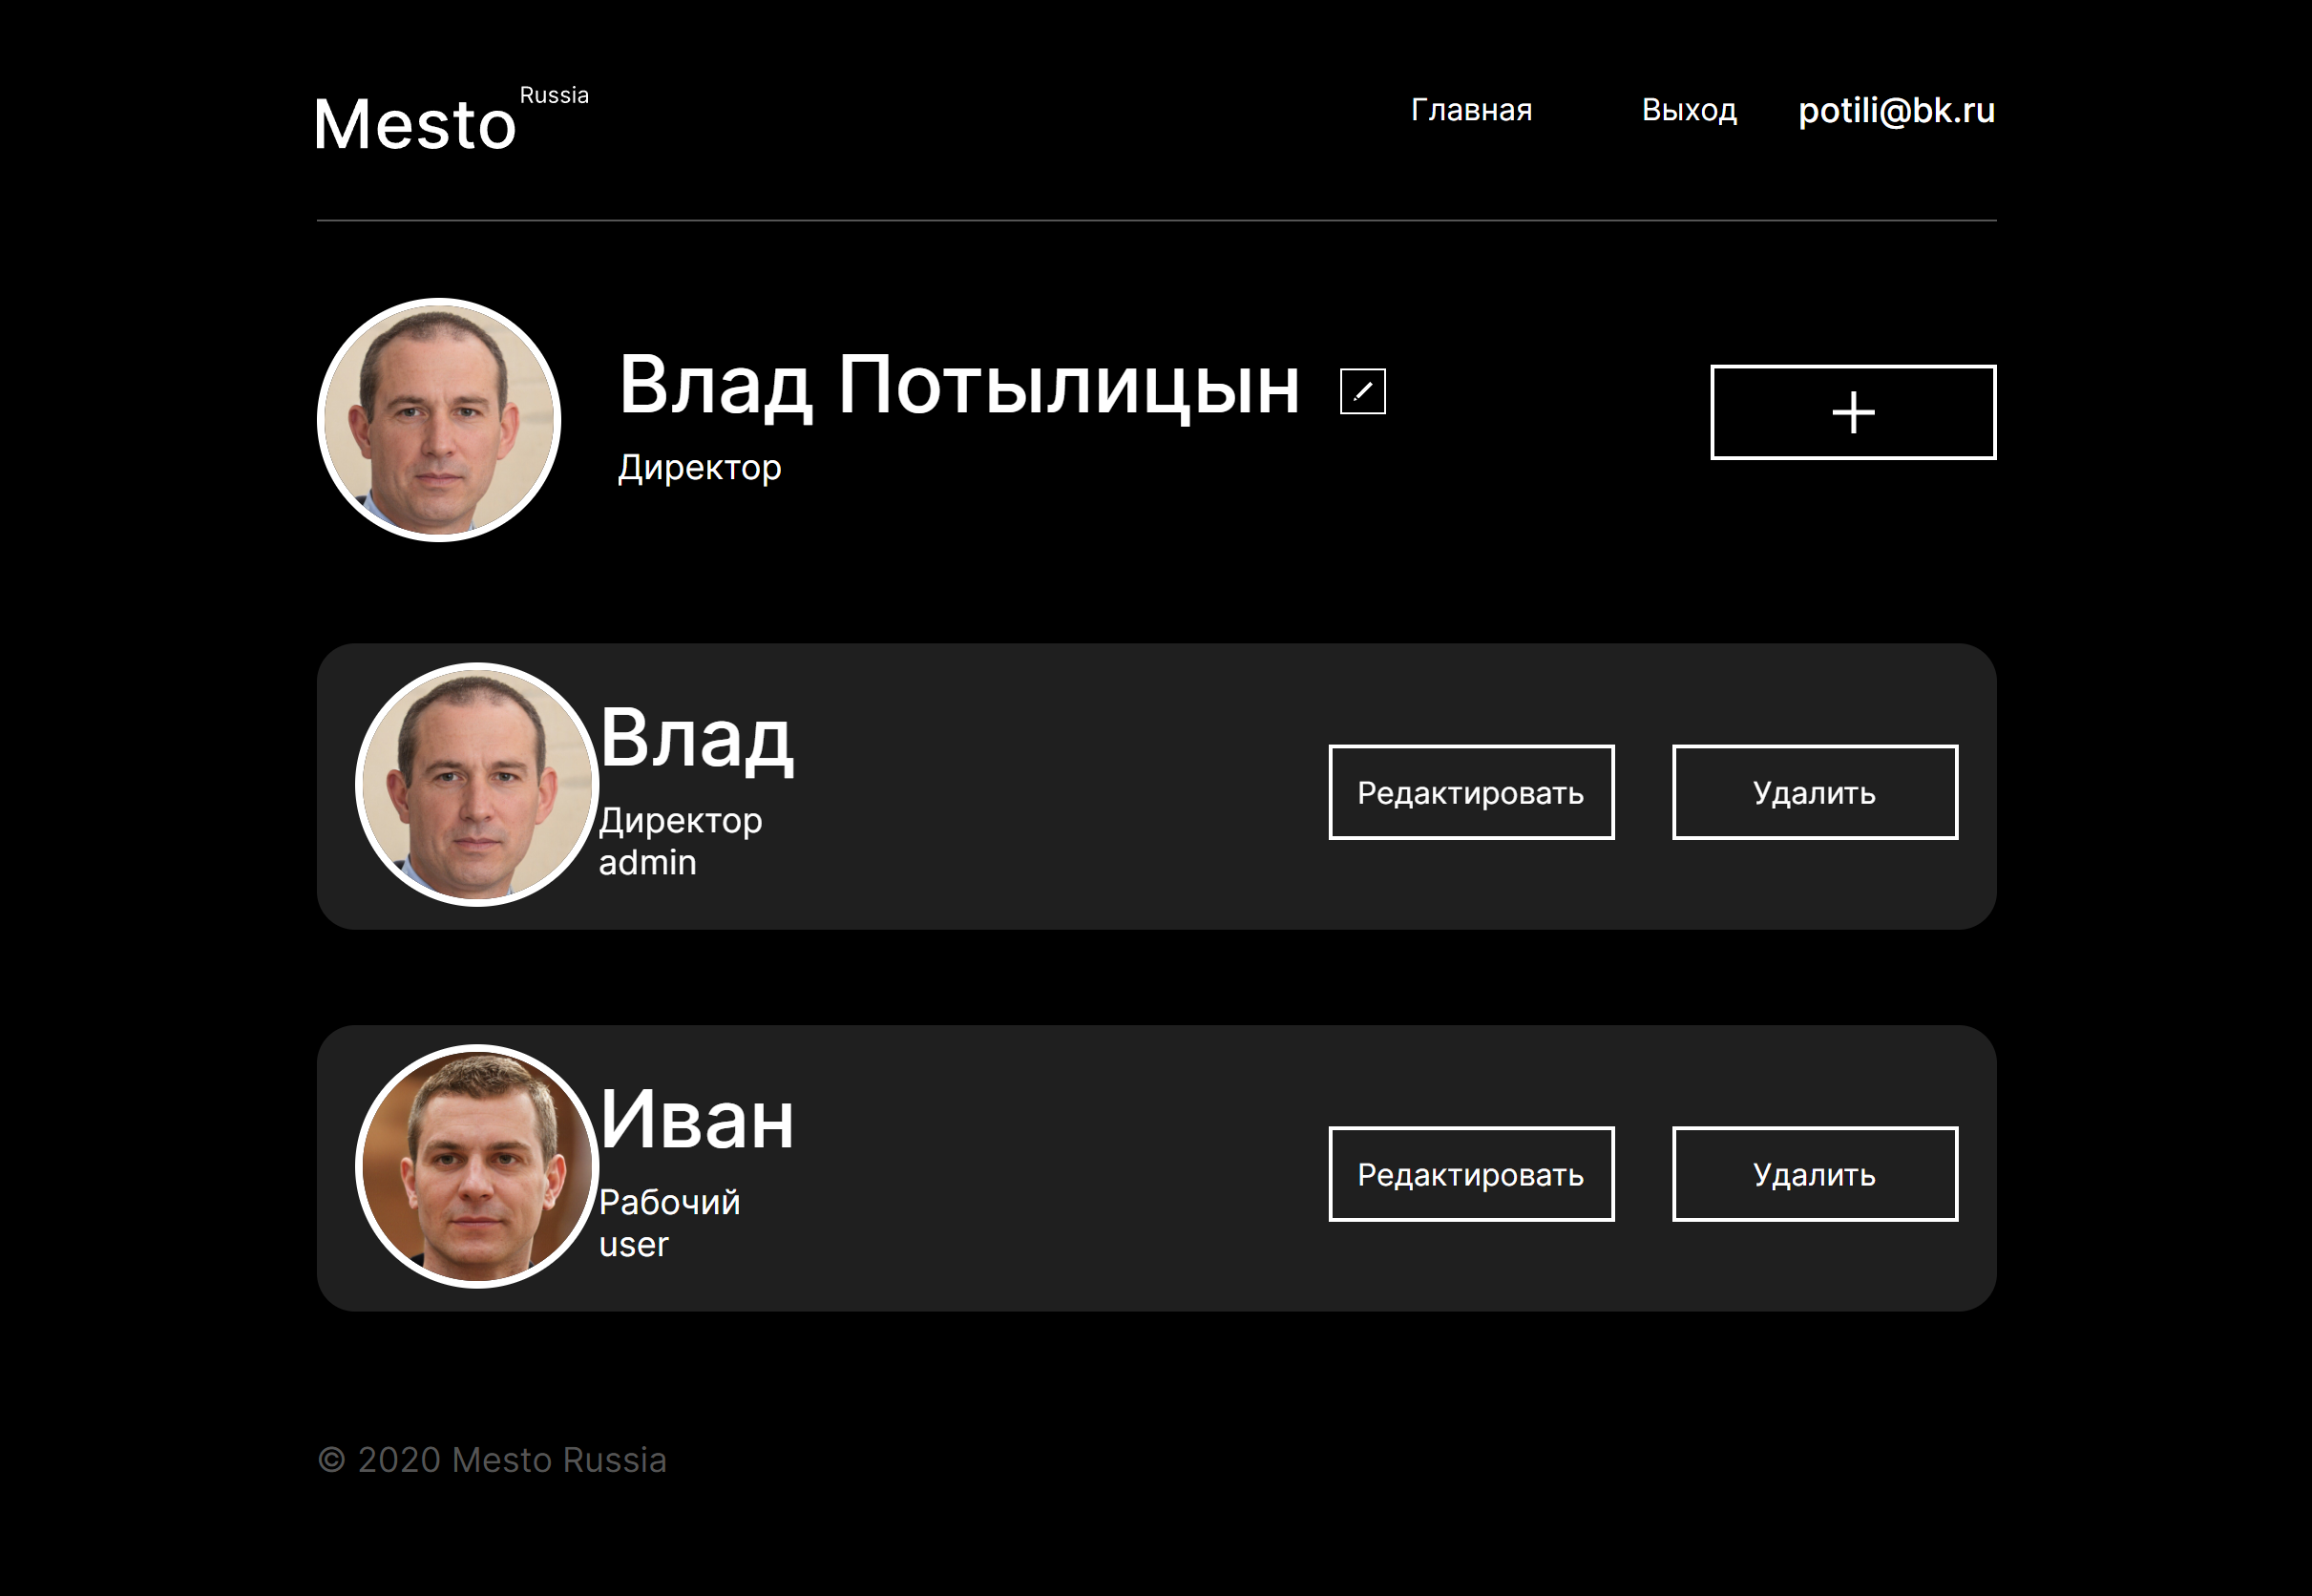 Mesto Russia
Главная Выход potili@bk.ru
Влад Потылицын
Директор
Влад
Директор
admin
Редактировать Удалить
Иван
Рабочий
user
Редактировать Удалить
© 2020 Mesto Russia